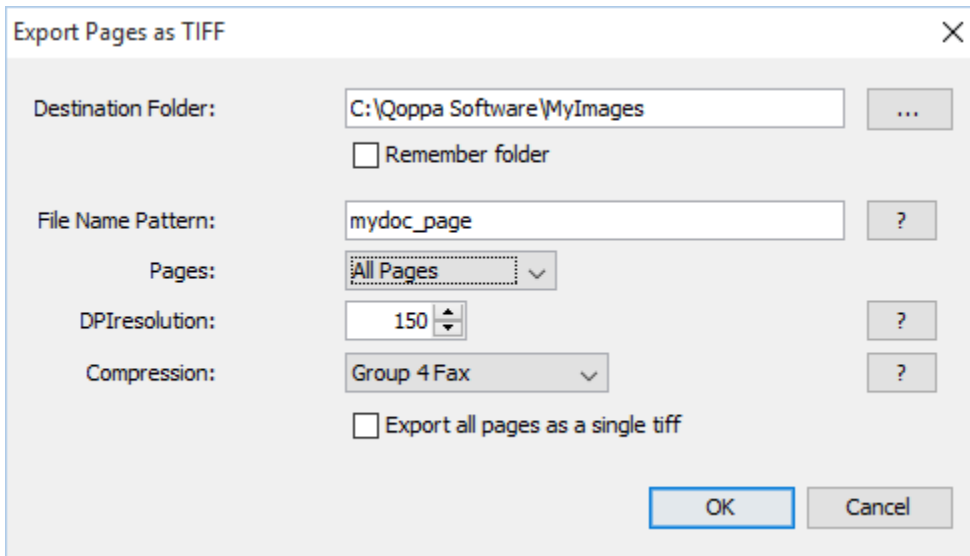 Export Pages as TIFF
Destination Folder: C:\Qoppa Software\MyImages ...
Remember folder
File Name Pattern: mydoc_page ?
Pages: All Pages
DPIresolution: 150 ?
Compression: Group 4 Fax ?
Export all pages as a single tiff
OK Cancel